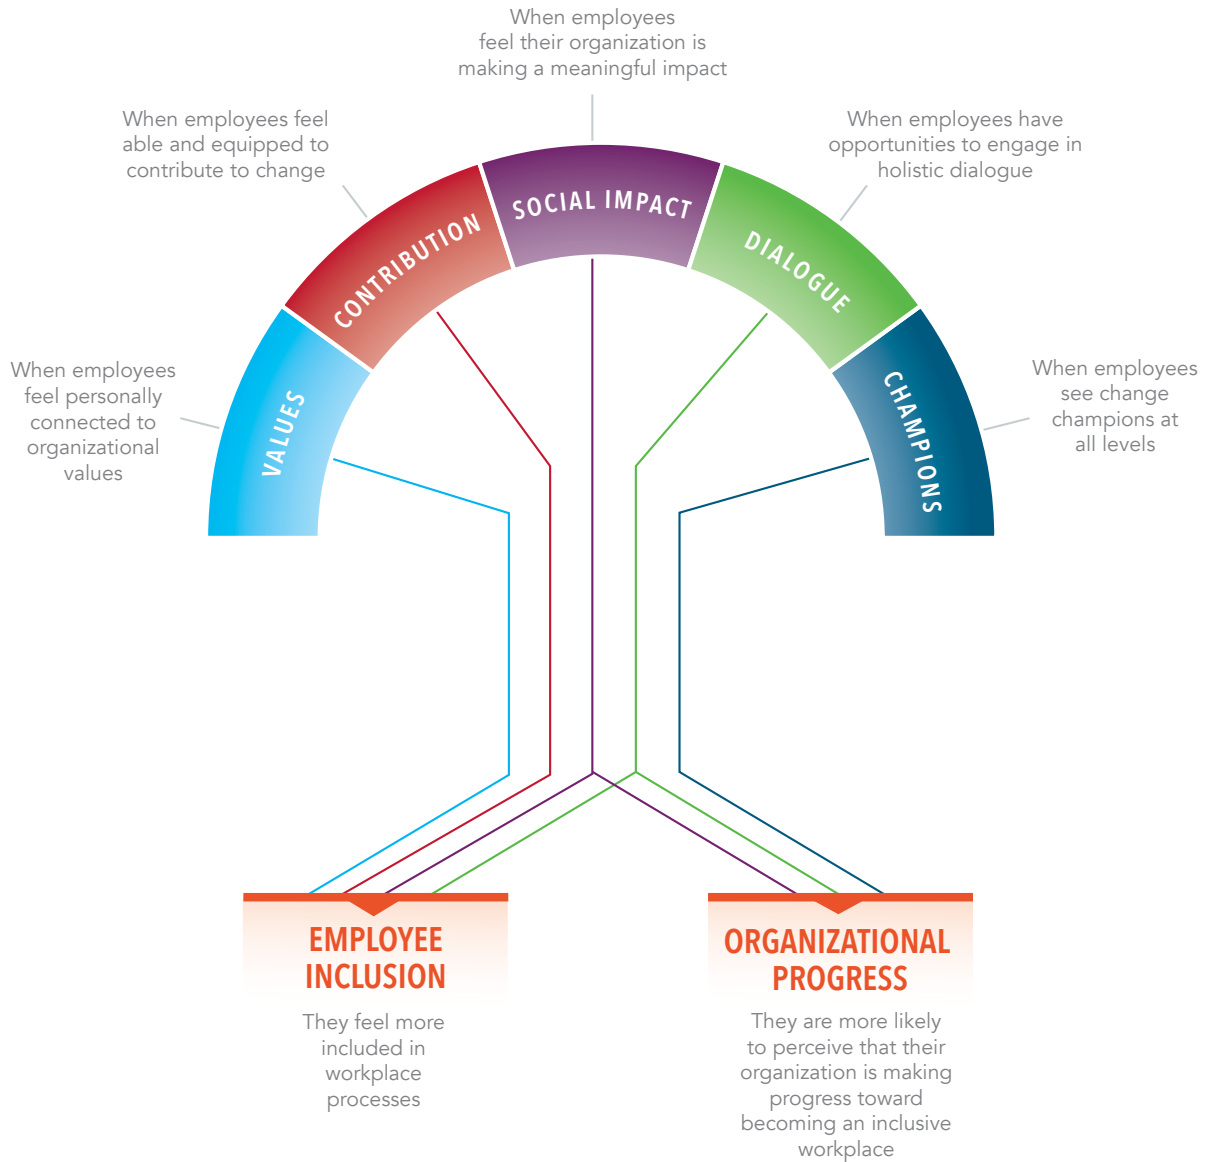 When employees
feel their organization is
making a meaningful impact
When employees feel
able and equipped to
contribute to change
When employees have
opportunities to engage in
holistic dialogue
SOCIAL IMPACT
CONTRIBUTION
DIALOGUE
When employees
feel personally
connected to
organizational
values
VALUES
CHAMPIONS
When employees
see change
champions at
all levels
EMPLOYEE
INCLUSION
They feel more
included in
workplace
processes
ORGANIZATIONAL
PROGRESS
They are more likely
to perceive that their
organization is making
progress toward
becoming an inclusive
workplace